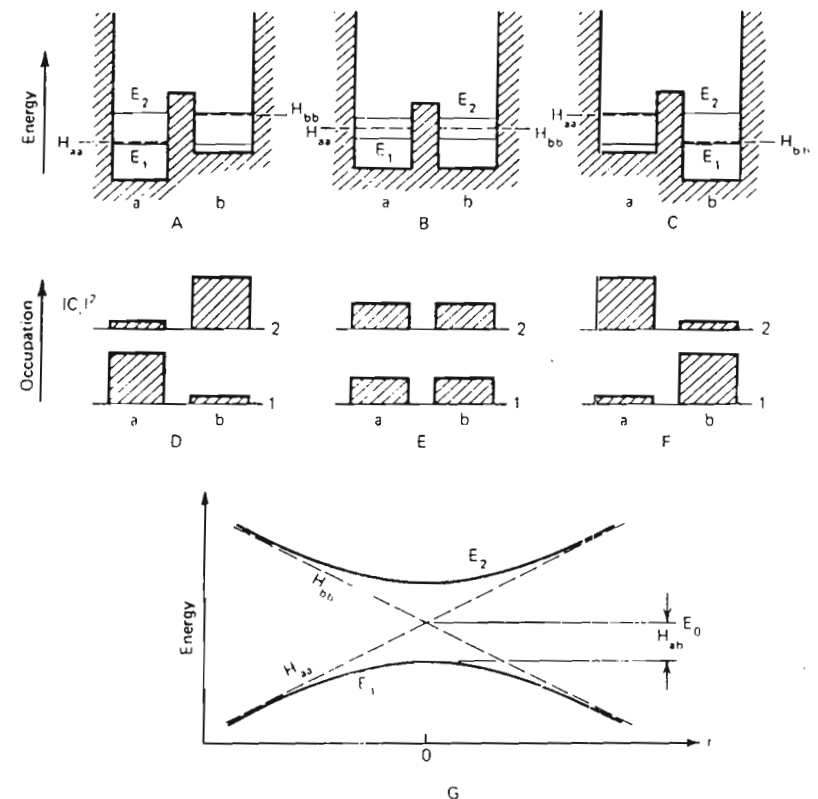 Energy
E2 Hbb Haa E1 a b A
E2 Haa Hbb E1 a b B
E2 Haa Hbb E1 a b C
Occupation
2 1 a b D
2 1 a b E
2 1 a b F
Energy
E2
Hbb
E0
Hab
Haa
E1
0
G